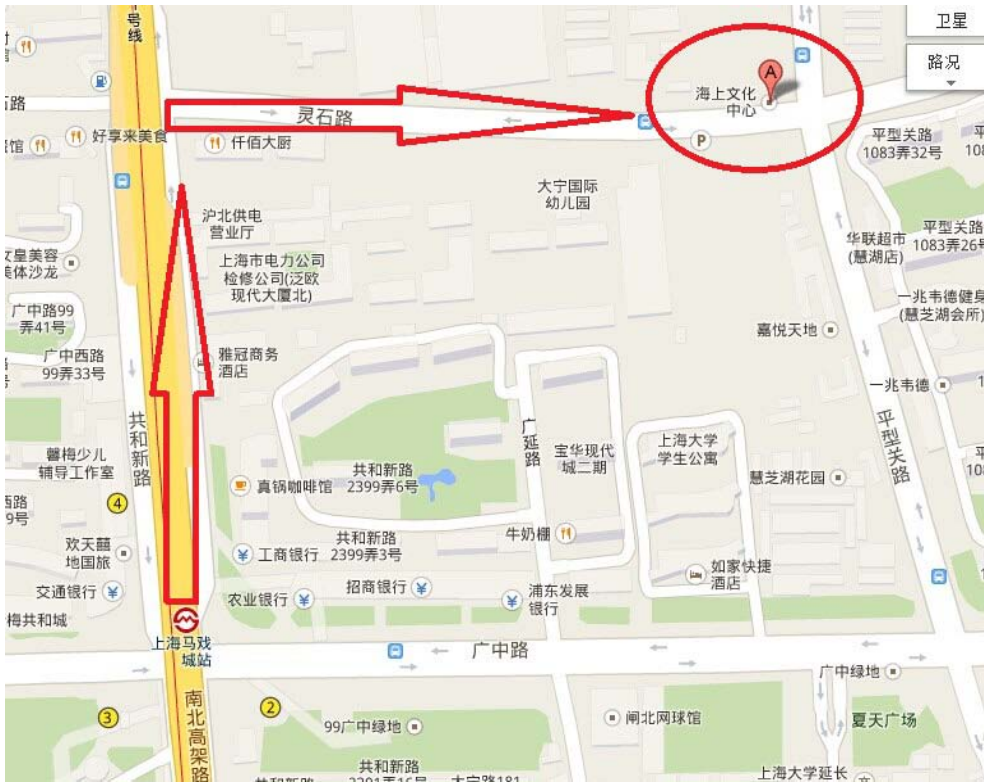 号
线
卫星
路况
A
海上文化
中心
灵石路
石路
好享来美食
仟佰大厨
P
平型关路
1083弄32号
大宁国际
幼儿园
沪北供电
营业厅
上海市电力公司
检修公司(泛欧
现代大厦北)
华联超市
(慧湖店)
平型关路
1083弄26号
女皇美容
美体沙龙
广中路99
弄41号
一兆韦德健身
(慧芝湖会所)
嘉悦天地
广中西路
99弄33号
雅冠商务
酒店
一兆韦德
共和新路
广延路
宝华现代
城二期
上海大学
学生公寓
平型关路
馨梅少儿
辅导工作室
真锅咖啡馆
共和新路
2399弄6号
慧芝湖花园
4
欢天囍
地国旅
工商银行
共和新路
2399弄3号
牛奶棚
如家快捷
酒店
交通银行
农业银行
招商银行
浦东发展
银行
梅共和城
上海马戏
城站
广中路
广中绿地
南北高架路
3
2
99广中绿地
闸北网球馆
夏天广场
共和新路
大宁路181
上海大学延长